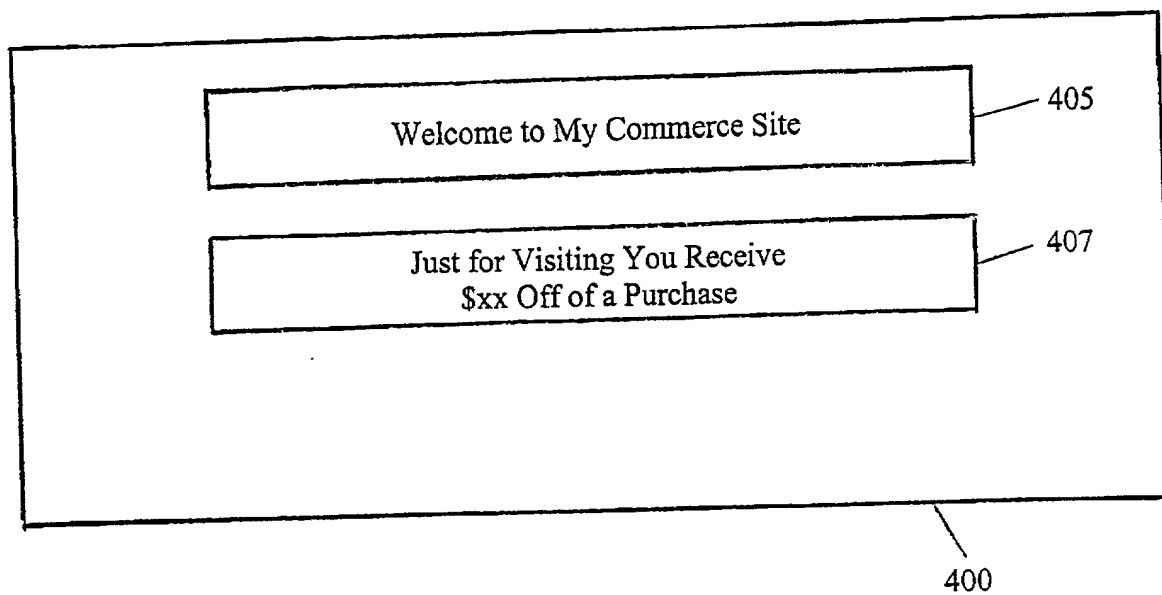 Welcome to My Commerce Site
405
Just for Visiting You Receive
$xx Off of a Purchase
407
400